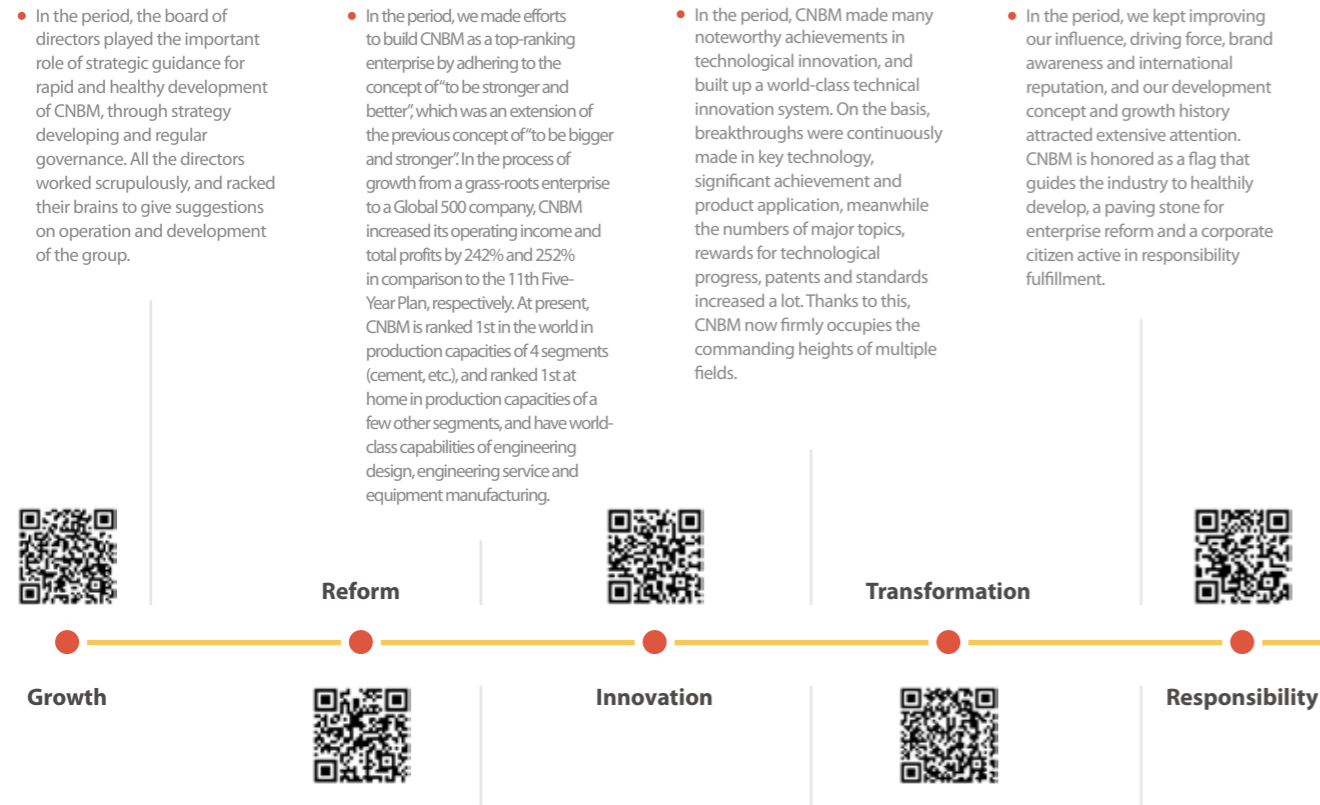 In the period, the board of
directors played the important
role of strategic guidance for
rapid and healthy development
of CNBM, through strategy
developing and regular
governance. All the directors
worked scrupulously, and racked
their brains to give suggestions
on operation and development
of the group.
In the period, we made efforts
to build CNBM as a top-ranking
enterprise by adhering to the
concept of "to be stronger and
better", which was an extension of
the previous concept of "to be bigger
and stronger". In the process of
growth from a grass-roots enterprise
to a Global 500 company, CNBM
increased its operating income and
total profits by 242% and 252%
in comparison to the 11th Five-
Year Plan, respectively. At present,
CNBM is ranked 1st in the world in
production capacities of 4 segments
(cement, etc.), and ranked 1st at
home in production capacities of a
few other segments, and have world-
class capabilities of engineering
design, engineering service and
equipment manufacturing.
In the period, CNBM made many
noteworthy achievements in
technological innovation, and
built up a world-class technical
innovation system. On the basis,
breakthroughs were continuously
made in key technology,
significant achievement and
product application, meanwhile
the numbers of major topics,
rewards for technological
progress, patents and standards
increased a lot. Thanks to this,
CNBM now firmly occupies the
commanding heights of multiple
fields.
In the period, we kept improving
our influence, driving force, brand
awareness and international
reputation, and our development
concept and growth history
attracted extensive attention.
CNBM is honored as a flag that
guides the industry to healthily
develop, a paving stone for
enterprise reform and a corporate
citizen active in responsibility
fulfillment.
Reform
Transformation
Growth
Innovation
Responsibility